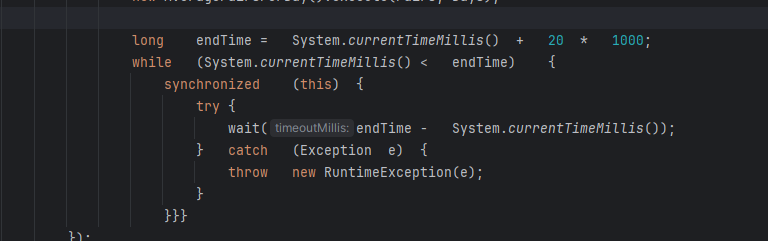 long endTime = System.currentTimeMillis() + 20 * 1000;
while (System.currentTimeMillis() < endTime) {
synchronized (this) {
try {
wait( timeoutMillis: endTime - System.currentTimeMillis());
} catch (Exception e) {
throw new RuntimeException(e);
}
}}}
});